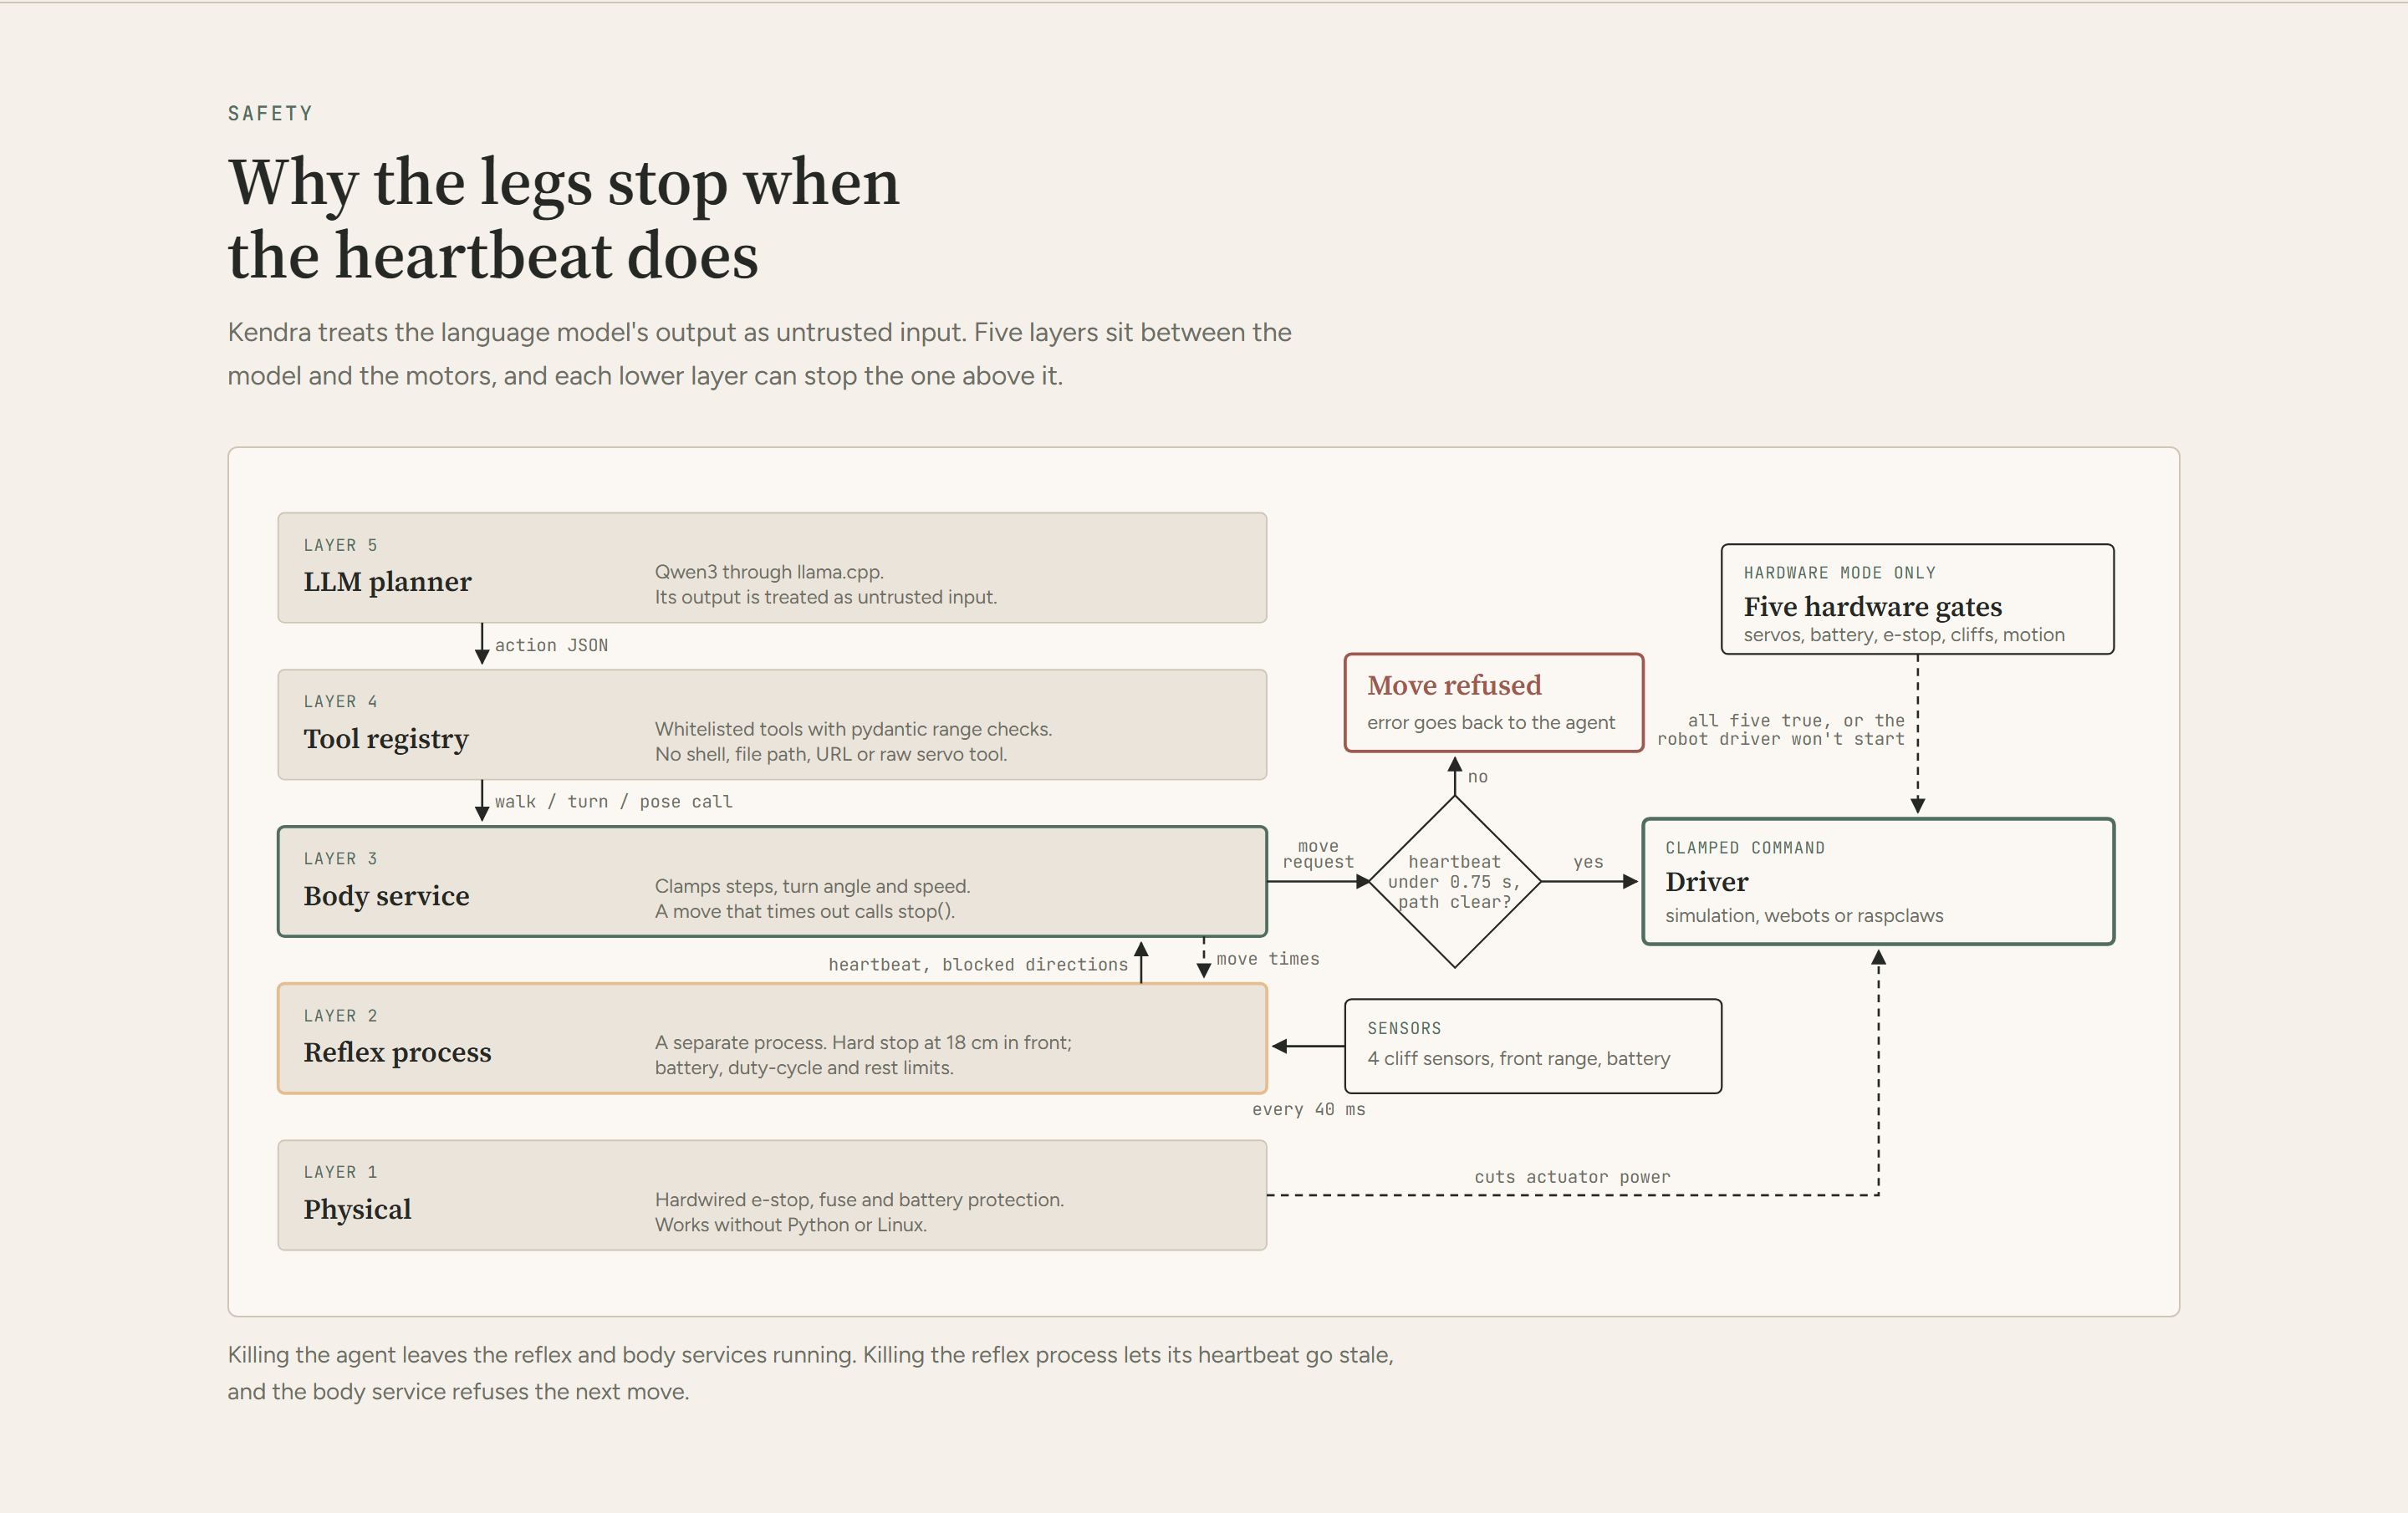 SAFETY
Why the legs stop when
the heartbeat does
Kendra treats the language model's output as untrusted input. Five layers sit between the
model and the motors, and each lower layer can stop the one above it.
LAYER 5
LLM planner
Qwen3 through llama.cpp.
Its output is treated as untrusted input.
action JSON
LAYER 4
Tool registry
Whitelisted tools with pydantic range checks.
No shell, file path, URL or raw servo tool.
walk / turn / pose call
LAYER 3
Body service
Clamps steps, turn angle and speed.
A move that times out calls stop().
heartbeat, blocked directions
move times
LAYER 2
Reflex process
A separate process. Hard stop at 18 cm in front;
battery, duty-cycle and rest limits.
every 40 ms
LAYER 1
Physical
Hardwired e-stop, fuse and battery protection.
Works without Python or Linux.
move
request
heartbeat
under 0.75 s,
path clear?
no
Move refused
error goes back to the agent
yes
HARDWARE MODE ONLY
Five hardware gates
servos, battery, e-stop, cliffs, motion
all five true, or the
robot driver won't start
CLAMPED COMMAND
Driver
simulation, webots or raspclaws
SENSORS
4 cliff sensors, front range, battery
cuts actuator power
Killing the agent leaves the reflex and body services running. Killing the reflex process lets its heartbeat go stale,
and the body service refuses the next move.